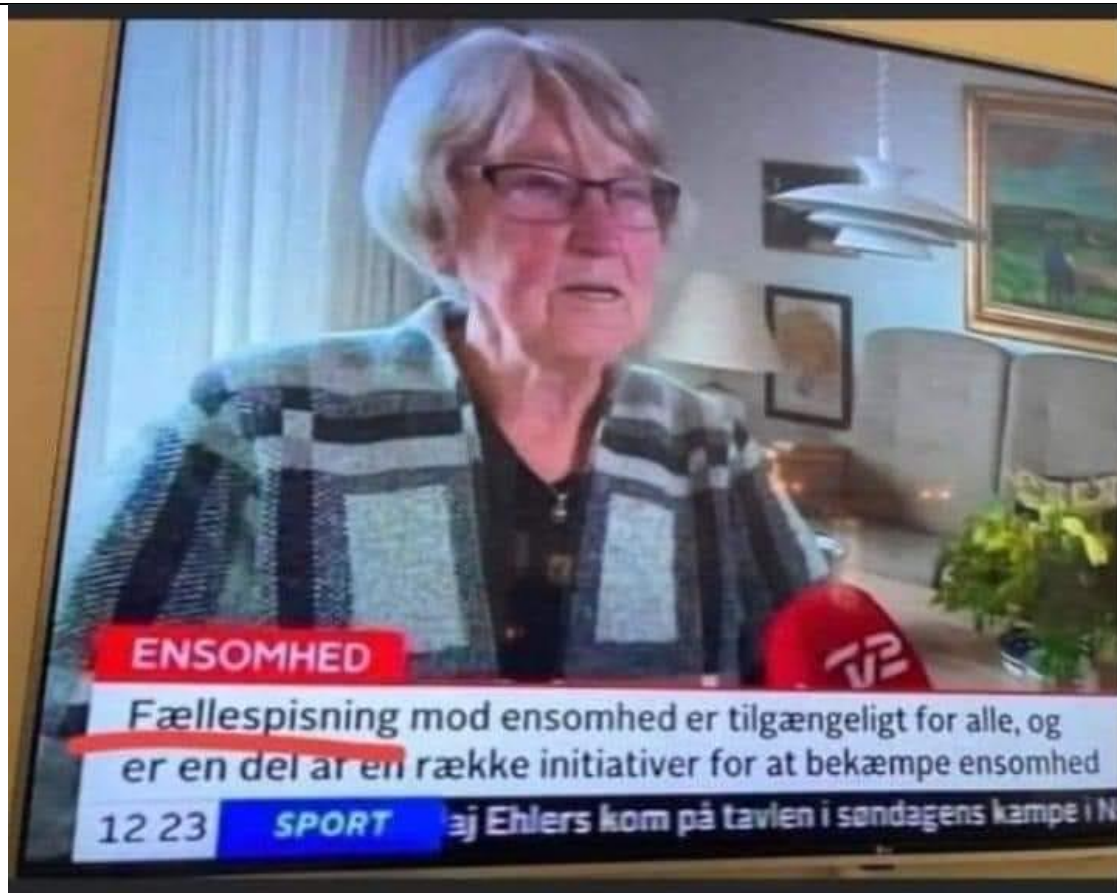 TV2
ENSOMHED
Fællespisning mod ensomhed er tilgængeligt for alle, og
er en del af en række initiativer for at bekæmpe ensomhed
12 23 SPORT aj Ehlers kom på tavlen i søndagens kampe i N